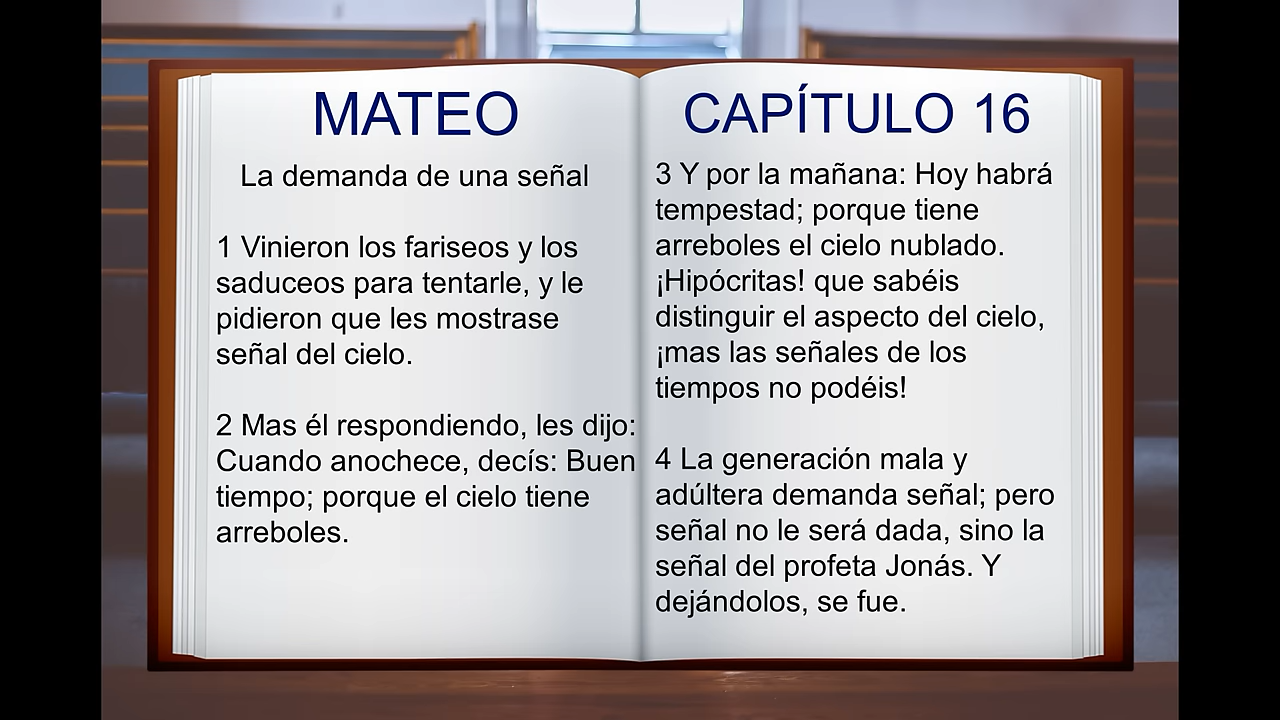 MATEO
La demanda de una señal
1 Vinieron los fariseos y los
saduceos para tentarle, y le
pidieron que les mostrase
señal del cielo.
2 Mas él respondiendo, les dijo:
Cuando anochece, decís: Buen
tiempo; porque el cielo tiene
arreboles.
CAPÍTULO 16
3 Y por la mañana: Hoy habrá
tempestad; porque tiene
arreboles el cielo nublado.
¡Hipócritas! que sabéis
distinguir el aspecto del cielo,
¡mas las señales de los
tiempos no podéis!
4 La generación mala y
adúltera demanda señal; pero
señal no le será dada, sino la
señal del profeta Jonás. Y
dejándolos, se fue.